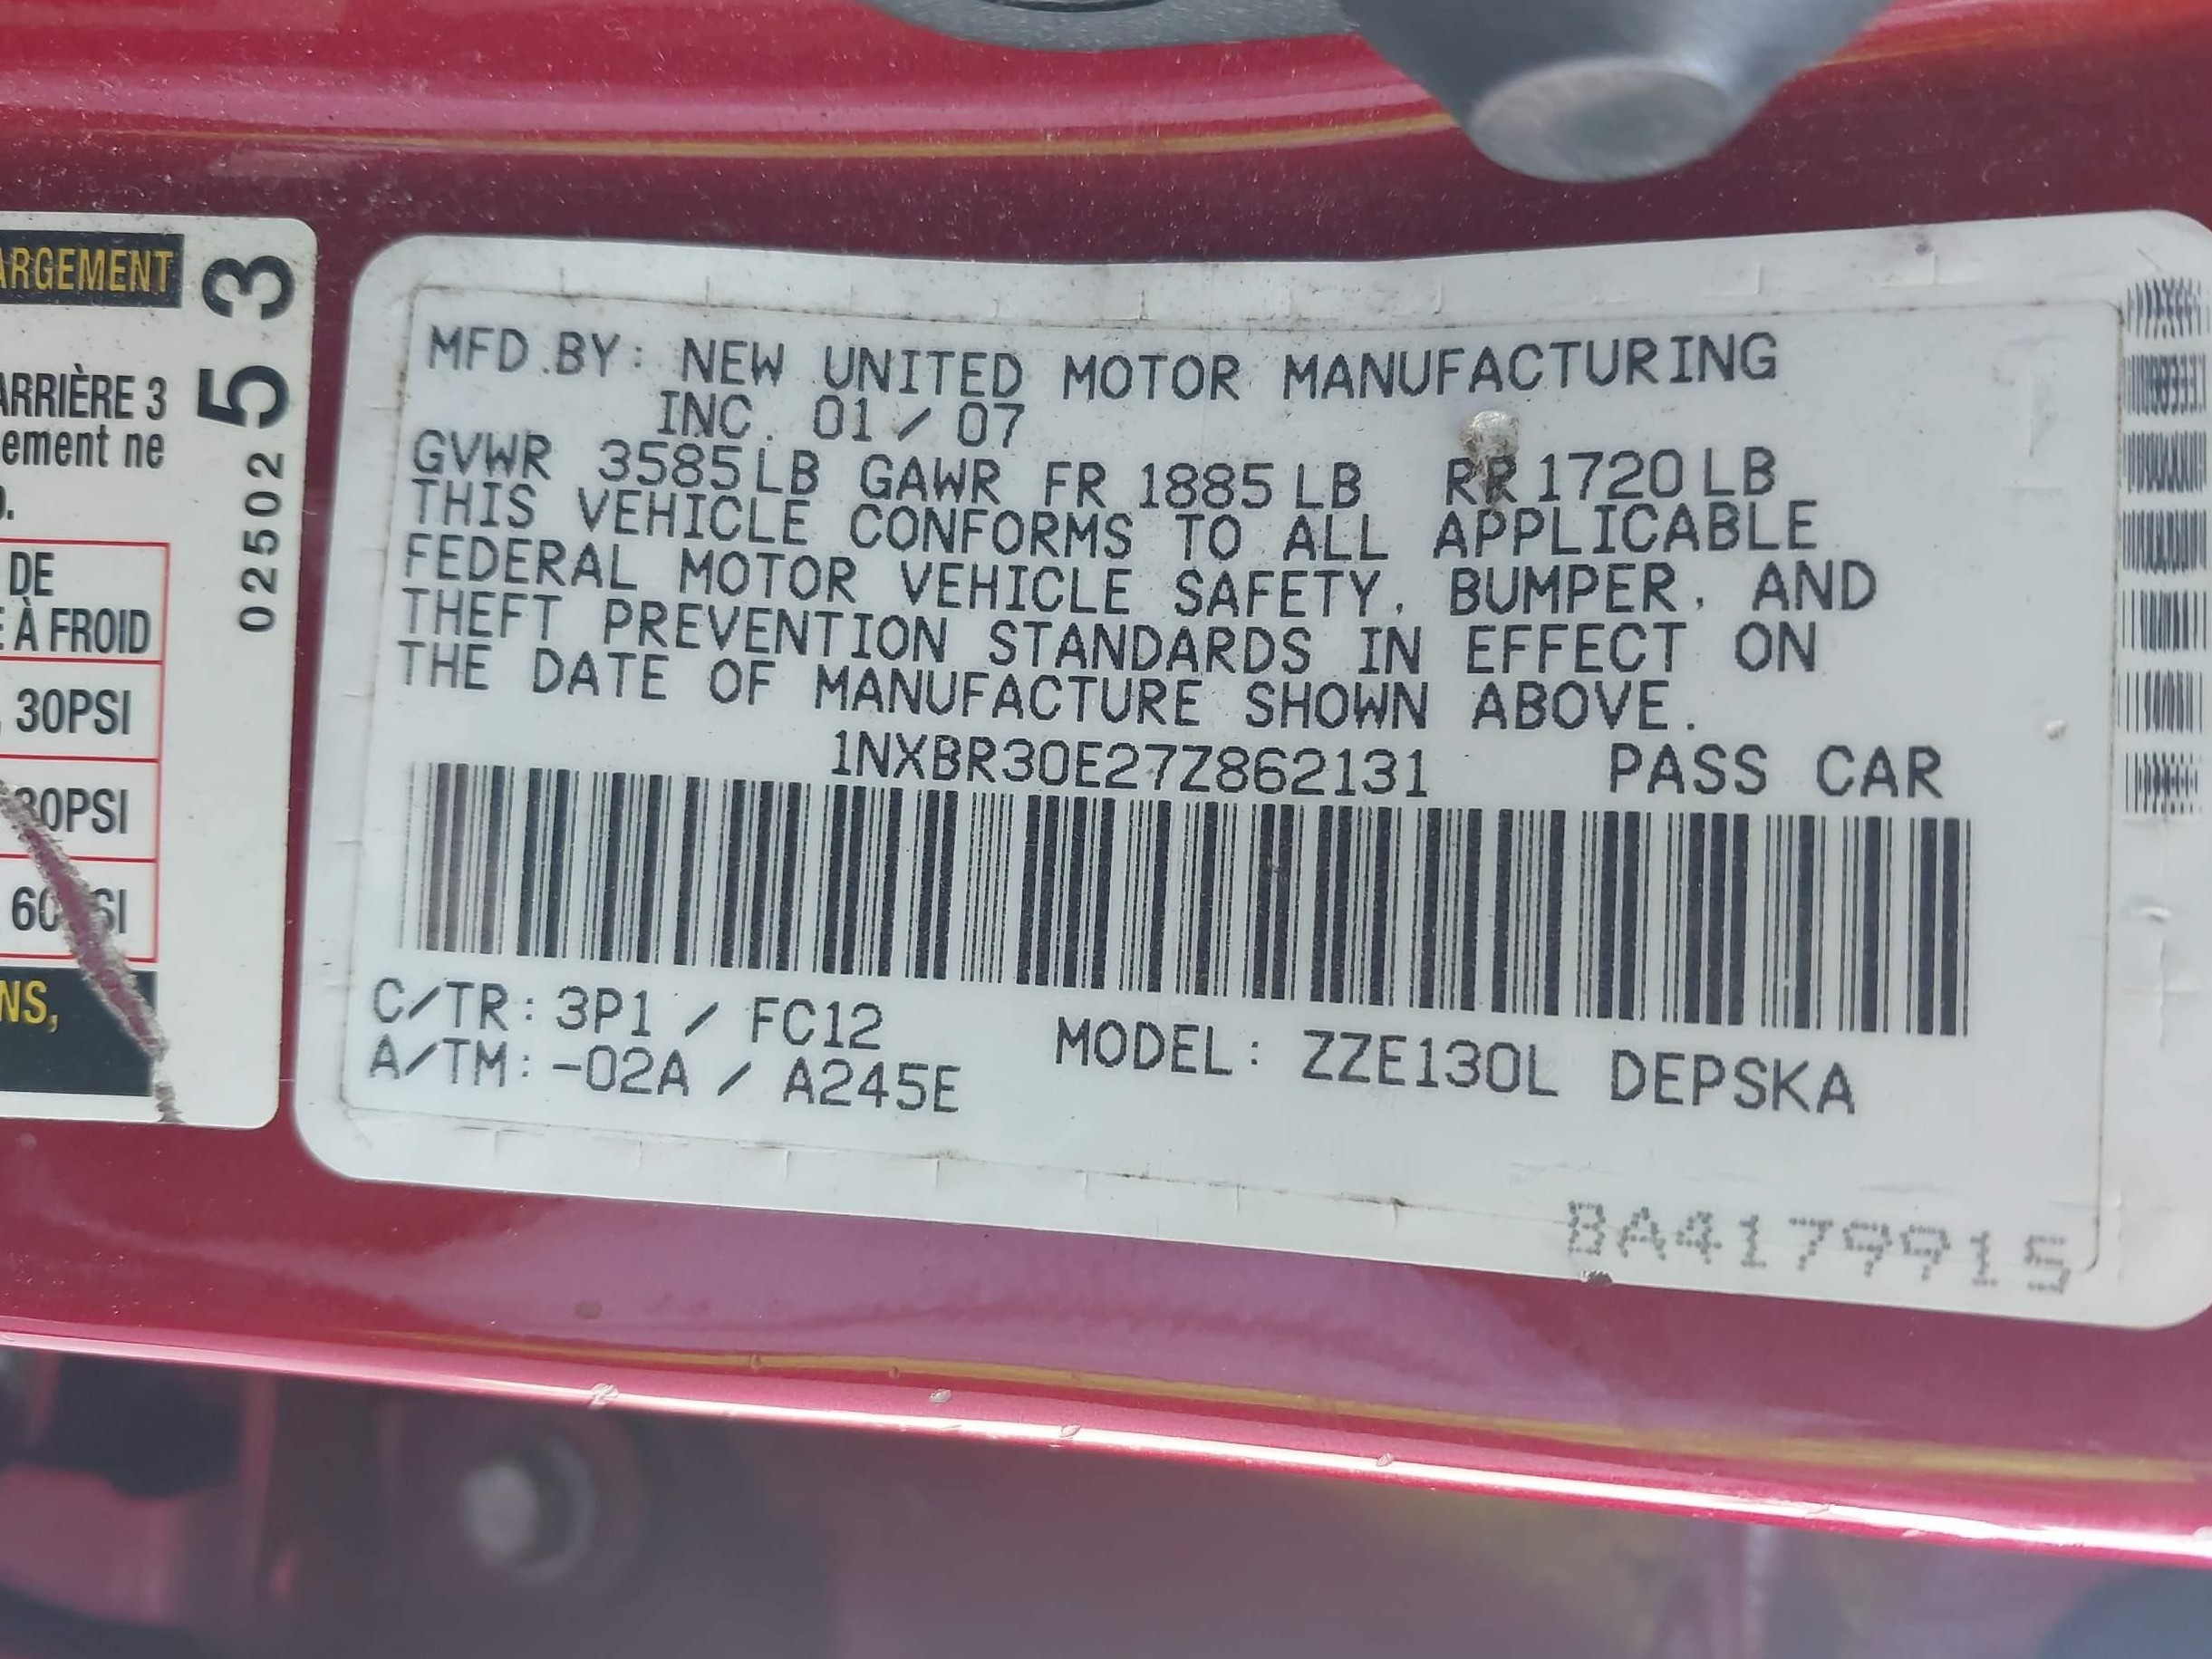 ARGEMENT
ARRIÈRE 3
ement ne
DE
À FROID
30PSI
30PSI
NS,
02502 5 3
MFD.BY: NEW UNITED MOTOR MANUFACTURING
INC. 01/07
GVWR 3585LB GAWR FR 1885LB RR 1720LB
THIS VEHICLE CONFORMS TO ALL APPLICABLE
FEDERAL MOTOR VEHICLE SAFETY, BUMPER, AND
THEFT PREVENTION STANDARDS IN EFFECT ON
THE DATE OF MANUFACTURE SHOWN ABOVE.
1NXBR30E27Z862131 PASS CAR
C/TR: 3P1 / FC12
A/TM: -02A / A245E
MODEL: ZZE130L DEPSKA
BA4179915